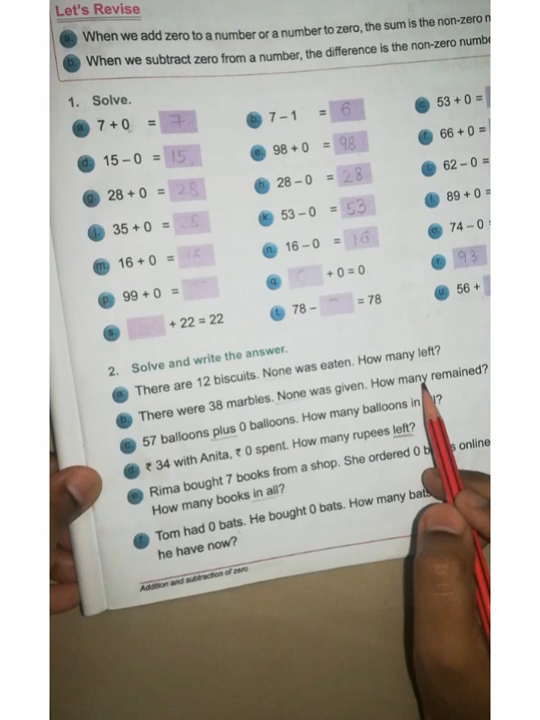 Let's Revise
a. When we add zero to a number or a number to zero, the sum is the non-zero
b. When we subtract zero from a number, the difference is the non-zero
1. Solve.
a. 7 + 0 = 7
b. 7 – 1 = 6
c. 53 + 0 =
d. 15 – 0 = 15
e. 98 + 0 = 98
f. 66 + 0 =
g. 28 + 0 = 28
h. 28 – 0 = 28
62 – 0 =
j. 35 + 0 =
k. 53 – 0 = 53
l. 89 + 0 =
m. 16 + 0 = 16
n. 16 – 0 = 16
o. 74 – 0
p. 99 + 0 =
q. + 0 = 0
r. 93
s. + 22 = 22
t. 78 – = 78
u. 56 +
2. Solve and write the answer.
a. There are 12 biscuits. None was eaten. How many left?
b. There were 38 marbles. None was given. How many remained?
c. 57 balloons plus 0 balloons. How many balloons in
d. ₹ 34 with Anita, ₹ 0 spent. How many rupees left?
e. Rima bought 7 books from a shop. She ordered 0 online
How many books in all?
f. Tom had 0 bats. He bought 0 bats. How many bats
he have now?
Addition and subtraction of zero